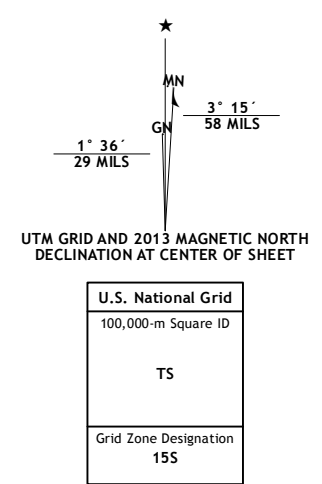 ★
MN
3° 15´
58 MILS
GN
1° 36´
29 MILS
UTM GRID AND 2013 MAGNETIC NORTH
DECLINATION AT CENTER OF SHEET
U.S. National Grid
100,000-m Square ID
TS
Grid Zone Designation
15S